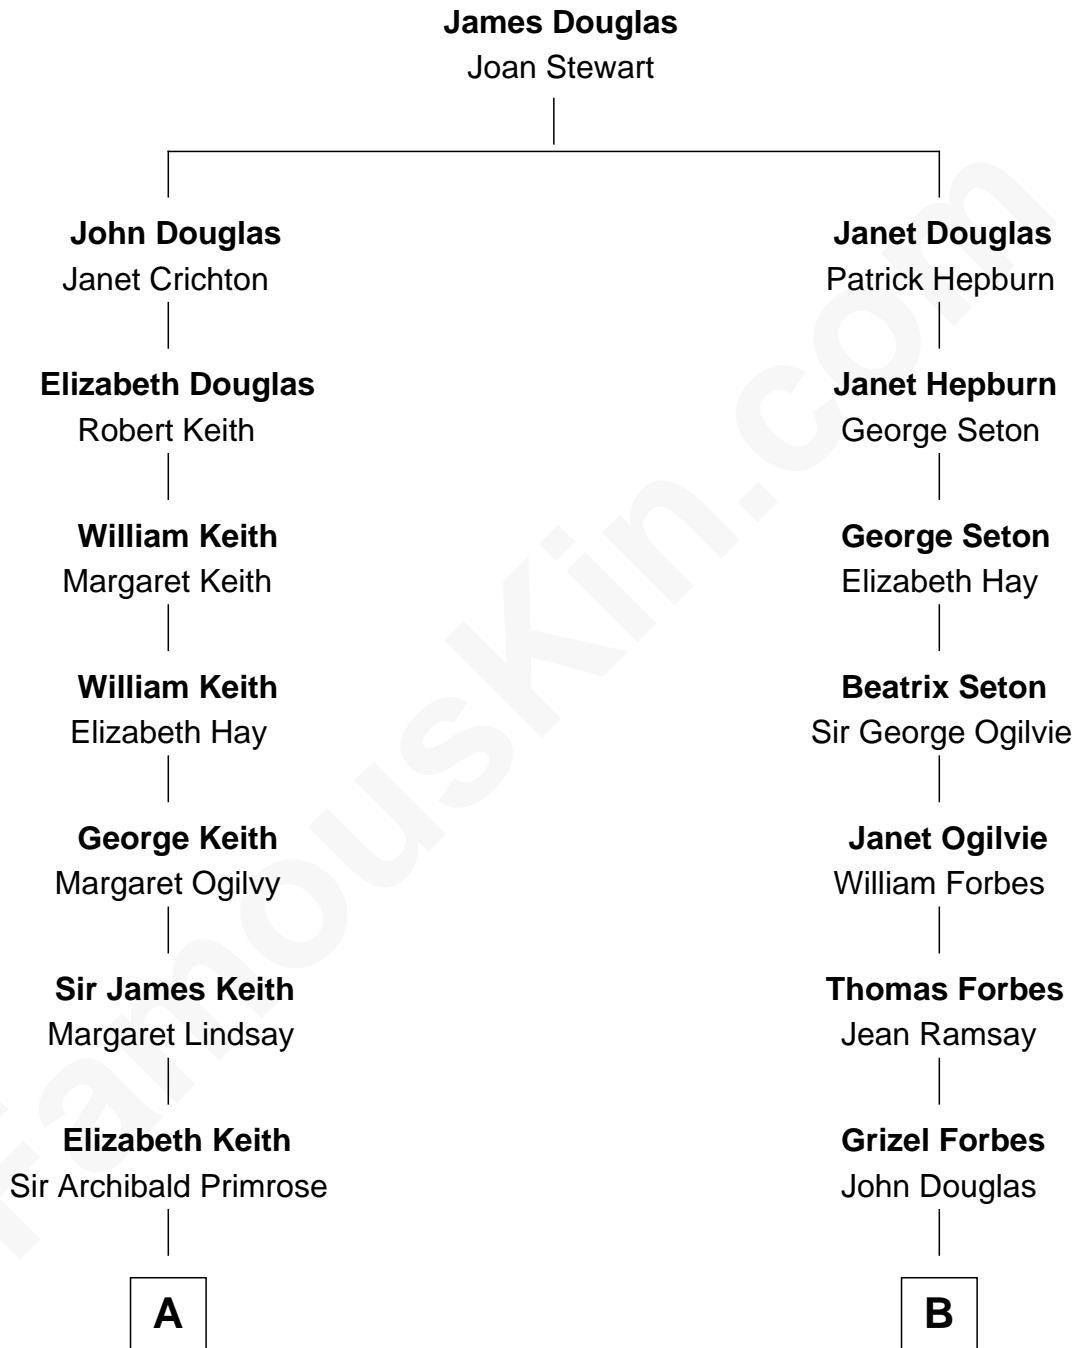 James Douglas
Joan Stewart
John Douglas
Janet Crichton
Janet Douglas
Patrick Hepburn
Elizabeth Douglas
Robert Keith
Janet Hepburn
George Seton
William Keith
Margaret Keith
George Seton
Elizabeth Hay
William Keith
Elizabeth Hay
Beatrix Seton
Sir George Ogilvie
George Keith
Margaret Ogilvy
Janet Ogilvie
William Forbes
Sir James Keith
Margaret Lindsay
Thomas Forbes
Jean Ramsay
Elizabeth Keith
Sir Archibald Primrose
Grizel Forbes
John Douglas
A
B
FamousKin.com